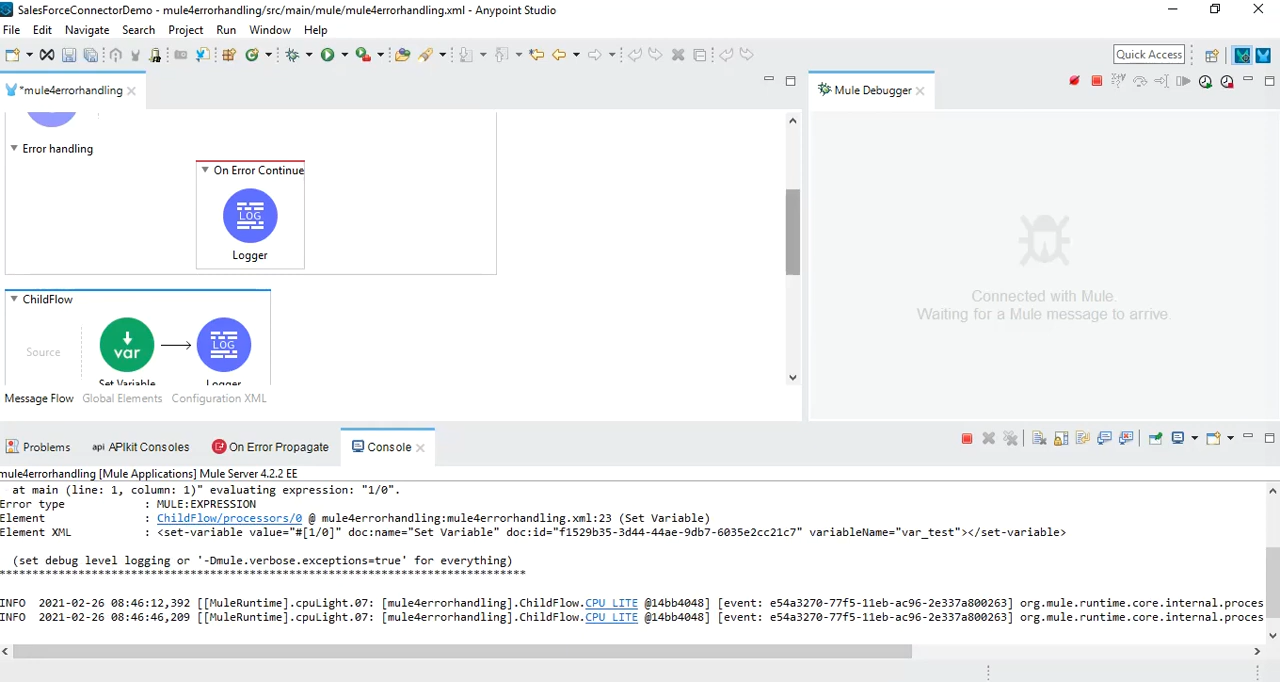 SalesForceConnectorDemo - mule4errorhandling/src/main/mule/mule4errorhandling.xml - Anypoint Studio
File Edit Navigate Search Project Run Window Help
Quick Access
*mule4errorhandling
Mule Debugger
Error handling
On Error Continue
LOG
Logger
Connected with Mule.
Waiting for a Mule message to arrive.
ChildFlow
Source
var
LOG
Set Variable
Logger
Message Flow Global Elements Configuration XML
Problems api APIkit Consoles On Error Propagate Console
mule4errorhandling [Mule Applications] Mule Server 4.2.2 EE
at main (line: 1, column: 1)" evaluating expression: "1/0".
Error type : MULE:EXPRESSION
Element : ChildFlow/processors/0 @ mule4errorhandling:mule4errorhandling.xml:23 (Set Variable)
Element XML : <set-variable value="#[1/0]" doc:name="Set Variable" doc:id="f1529b35-3d44-44ae-9db7-6035e2cc21c7" variableName="var_test"></set-variable>
(set debug level logging or '-Dmule.verbose.exceptions=true' for everything)
********************************************************************************
INFO 2021-02-26 08:46:12,392 [[MuleRuntime].cpuLight.07: [mule4errorhandling].ChildFlow.CPU_LITE @14bb4048] [event: e54a3270-77f5-11eb-ac96-2e337a800263] org.mule.runtime.core.internal.proces
INFO 2021-02-26 08:46:46,209 [[MuleRuntime].cpuLight.07: [mule4errorhandling].ChildFlow.CPU_LITE @14bb4048] [event: e54a3270-77f5-11eb-ac96-2e337a800263] org.mule.runtime.core.internal.proces